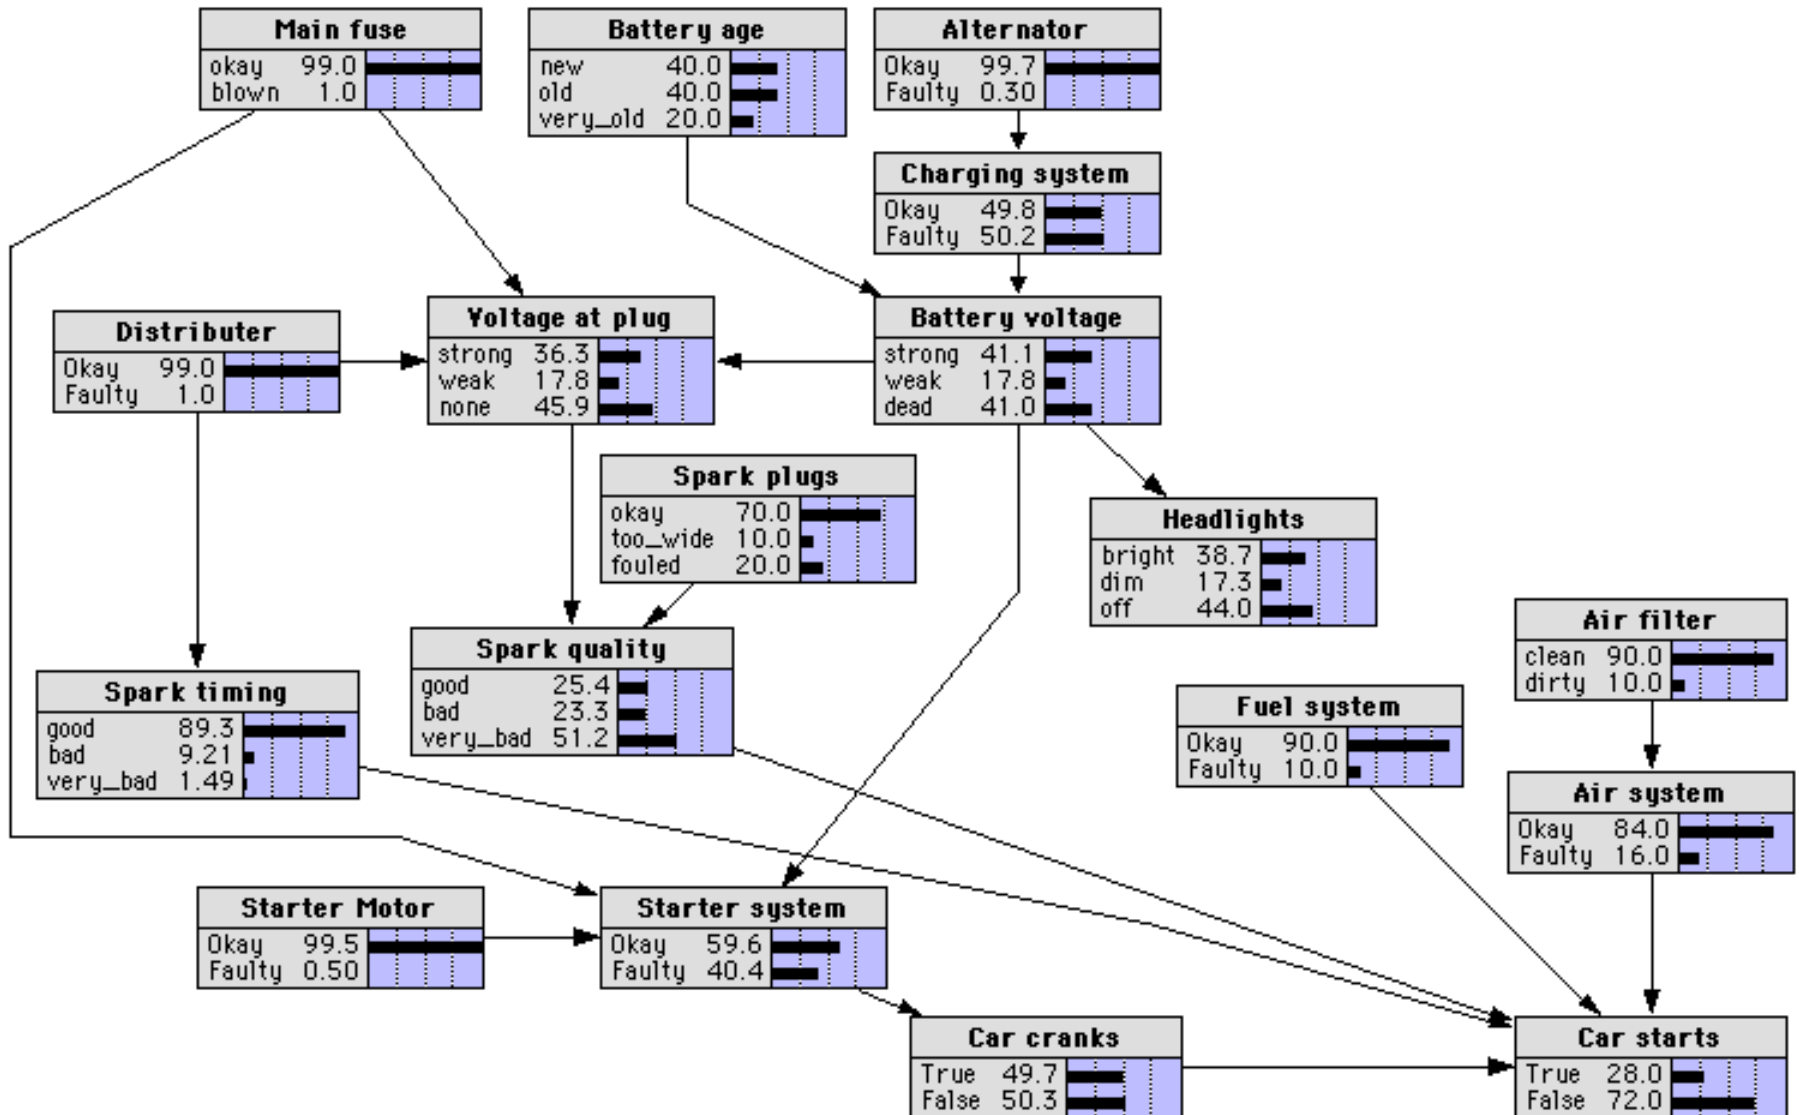 Main fuse
okay 99.0
blown 1.0
Battery age
new 40.0
old 40.0
very_old 20.0
Alternator
Okay 99.7
Faulty 0.30
Charging system
Okay 49.8
Faulty 50.2
Distributer
Okay 99.0
Faulty 1.0
Voltage at plug
strong 36.3
weak 17.8
none 45.9
Battery voltage
strong 41.1
weak 17.8
dead 41.0
Spark plugs
okay 70.0
too_wide 10.0
fouled 20.0
Headlights
bright 38.7
dim 17.3
off 44.0
Spark timing
good 89.3
bad 9.21
very_bad 1.49
Spark quality
good 25.4
bad 23.3
very_bad 51.2
Fuel system
Okay 90.0
Faulty 10.0
Air filter
clean 90.0
dirty 10.0
Air system
Okay 84.0
Faulty 16.0
Starter Motor
Okay 99.5
Faulty 0.50
Starter system
Okay 59.6
Faulty 40.4
Car cranks
True 49.7
False 50.3
Car starts
True 28.0
False 72.0